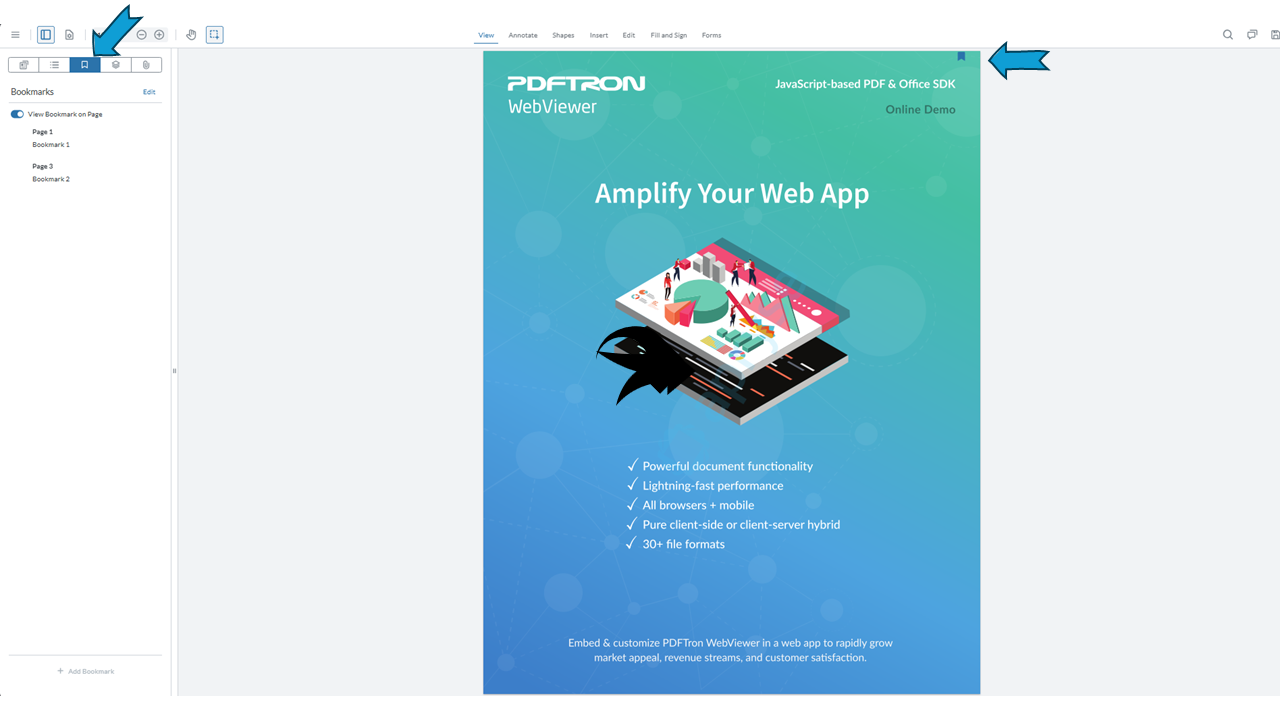 View Annotate Shapes Insert Edit Fill and Sign Forms
Bookmarks Edit
View Bookmark on Page
Page 1
Bookmark 1
Page 3
Bookmark 2
Add Bookmark
PDFTRON
WebViewer
JavaScript-based PDF & Office SDK
Online Demo
Amplify Your Web App
Powerful document functionality
Lightning-fast performance
All browsers + mobile
Pure client-side or client-server hybrid
30+ file formats
Embed & customize PDFTron WebViewer in a web app to rapidly grow
market appeal, revenue streams, and customer satisfaction.